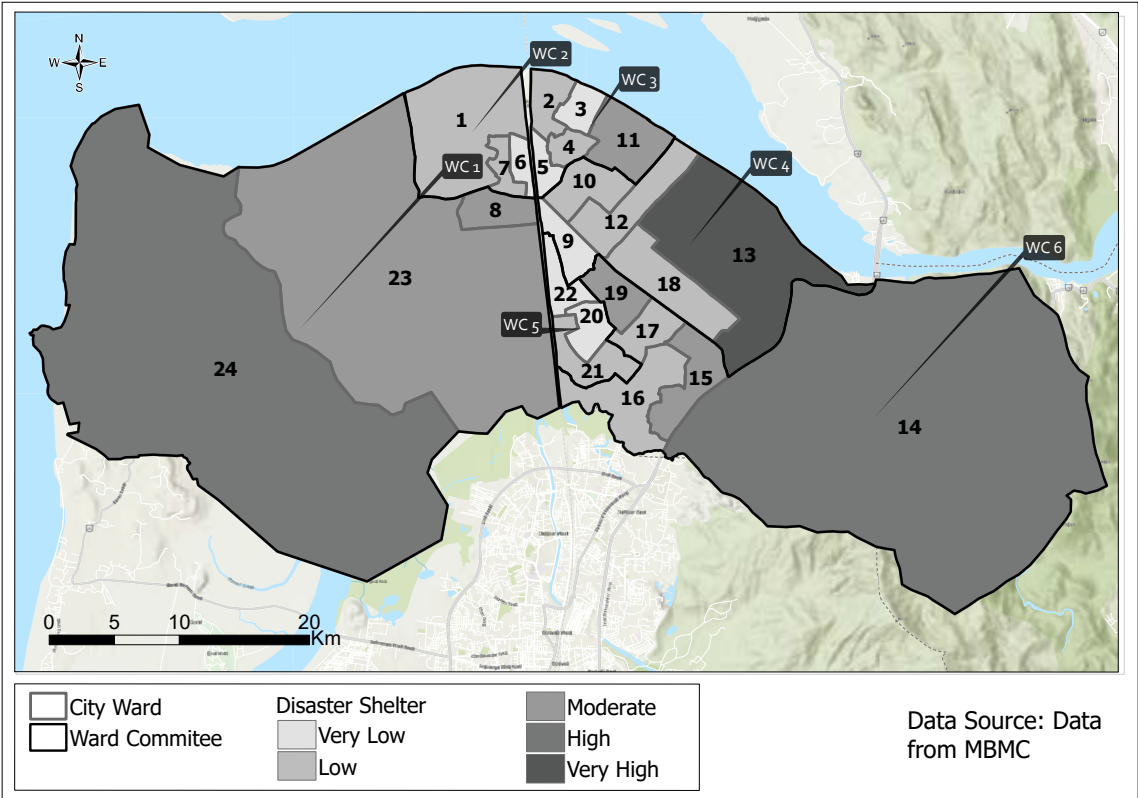 N
W E
S
WC 2
WC 3
2
3
1
4
11
7
6
5
WC 1
WC 4
10
8
12
9
13
WC 6
23
18
22
19
20
WC 5
17
24
21
15
16
14
0 5 10 20
Km
City Ward
Ward Commitee
Disaster Shelter
Very Low
Low
Moderate
High
Very High
Data Source: Data
from MBMC